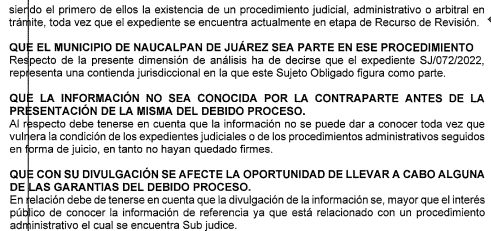 siendo el primero de ellos la existencia de un procedimiento judicial, administrativo o arbitral en
trámite, toda vez que el expediente se encuentra actualmente en etapa de Recurso de Revisión.
QUE EL MUNICIPIO DE NAUCALPAN DE JUÁREZ SEA PARTE EN ESE PROCEDIMIENTO
Respecto de la presente dimensión de análisis ha de decirse que el expediente SJ/072/2022,
representa una contienda jurisdiccional en la que este Sujeto Obligado figura como parte.
QUE LA INFORMACIÓN NO SEA CONOCIDA POR LA CONTRAPARTE ANTES DE LA
PRESENTACIÓN DE LA MISMA DEL DEBIDO PROCESO.
Al respecto debe tenerse en cuenta que la información no se puede dar a conocer toda vez que
vulnera la condición de los expedientes judiciales o de los procedimientos administrativos seguidos
en forma de juicio, en tanto no hayan quedado firmes.
QUE CON SU DIVULGACIÓN SE AFECTE LA OPORTUNIDAD DE LLEVAR A CABO ALGUNA
DE LAS GARANTIAS DEL DEBIDO PROCESO.
En relación debe de tenerse en cuenta que la divulgación de la información se, mayor que el interés
público de conocer la información de referencia ya que está relacionado con un procedimiento
administrativo el cual se encuentra Sub judice.